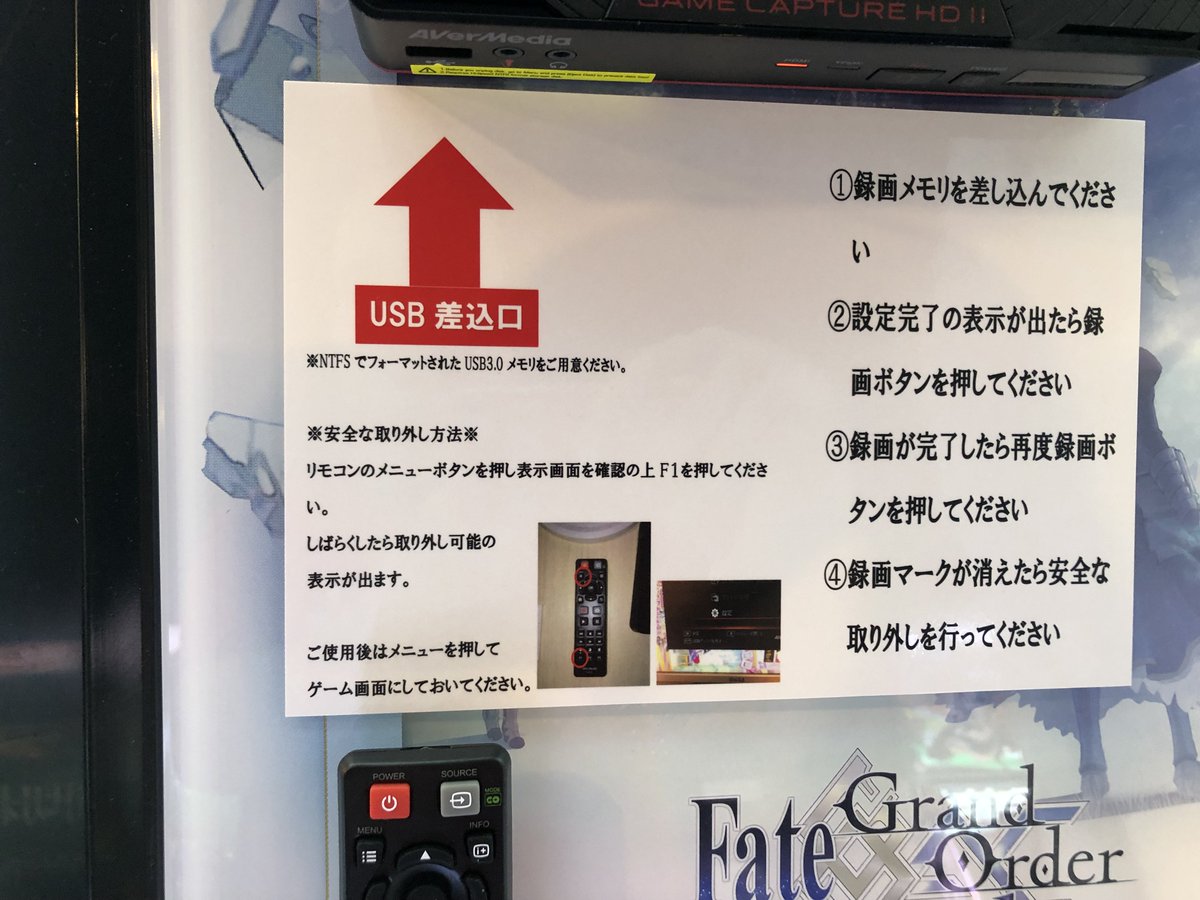 GAME CAPTURE HD II
AVerMedia
HDMI
USB 差込口
※NTFS でフォーマットされた USB3.0 メモリをご用意ください。
※安全な取り外し方法※
リモコンのメニューボタンを押し表示画面を確認の上 F1を押してくださ
い。
しばらくしたら取り外し可能の
表示が出ます。
ご使用後はメニューを押して
ゲーム画面にしておいてください。
①録画メモリを差し込んでくださ
い
②設定完了の表示が出たら録
画ボタンを押してください
③録画が完了したら再度録画ボ
タンを押してください
④録画マークが消えたら安全な
取り外しを行ってください
設定
POWER
SOURCE
MODE
MENU
INFO
Fate
Grand
Order